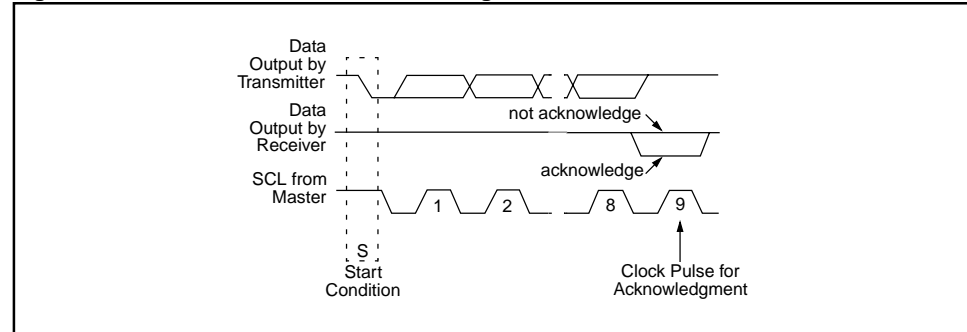 Data
Output by
Transmitter
Data
Output by
Receiver
not acknowledge
acknowledge
SCL from
Master
1
2
8
9
S
Start
Condition
Clock Pulse for
Acknowledgment